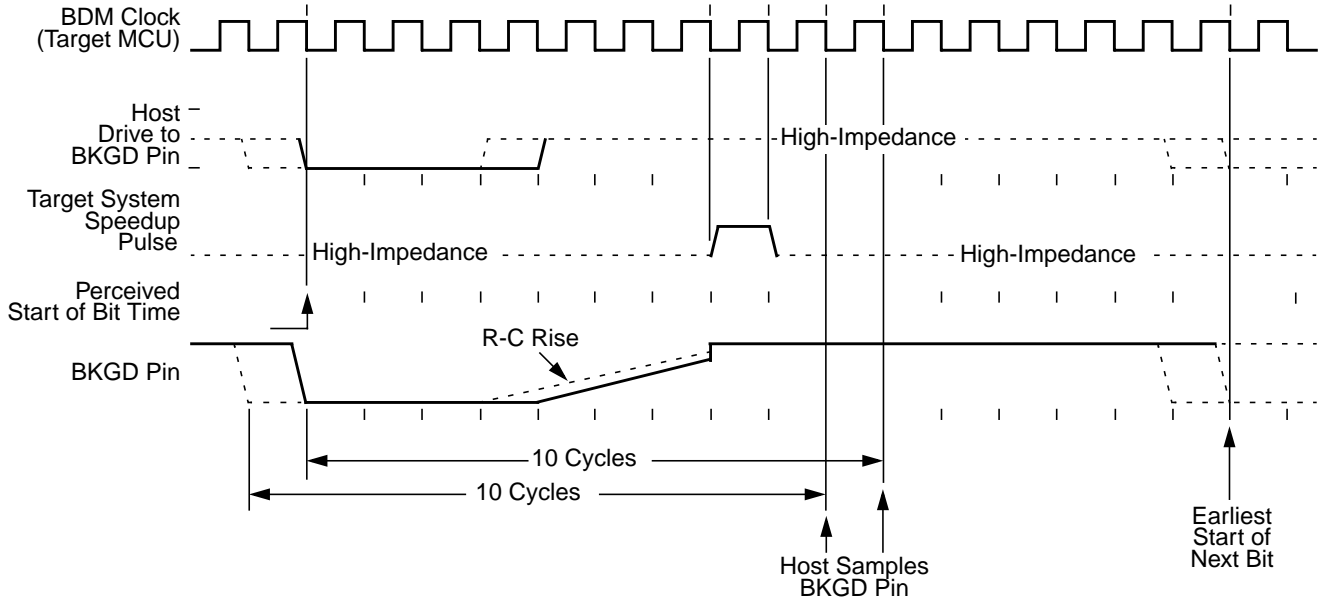 BDM Clock
(Target MCU)
Host
Drive to
BKGD Pin
High-Impedance
Target System
Speedup
Pulse
High-Impedance
High-Impedance
Perceived
Start of Bit Time
R-C Rise
BKGD Pin
10 Cycles
10 Cycles
Earliest
Start of
Next Bit
Host Samples
BKGD Pin